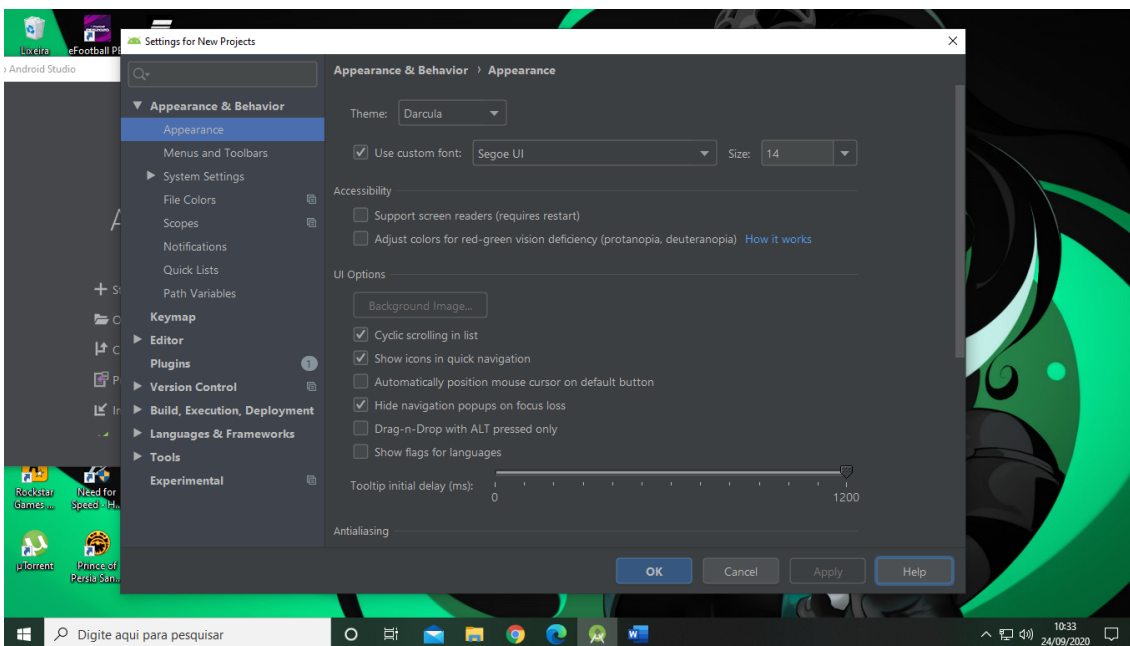 Lixeira
eFootball PE
o Android Studio
Settings for New Projects
Appearance & Behavior
Appearance
Menus and Toolbars
System Settings
File Colors
Scopes
Notifications
Quick Lists
Path Variables
Keymap
Editor
Plugins 1
Version Control
Build, Execution, Deployment
Languages & Frameworks
Tools
Experimental
Appearance & Behavior › Appearance
Theme: Darcula
Use custom font: Segoe UI Size: 14
Accessibility
Support screen readers (requires restart)
Adjust colors for red-green vision deficiency (protanopia, deuteranopia) How it works
UI Options
Background Image...
Cyclic scrolling in list
Show icons in quick navigation
Automatically position mouse cursor on default button
Hide navigation popups on focus loss
Drag-n-Drop with ALT pressed only
Show flags for languages
Tooltip initial delay (ms):
0 1200
Antialiasing
OK Cancel Apply Help
Rockstar
Games ...
Need for
Speed - H...
µTorrent
Prince of
Persia San...
Digite aqui para pesquisar
10:33
24/09/2020